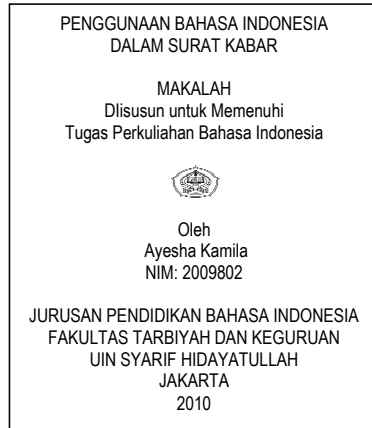 PENGGUNAAN BAHASA INDONESIA
DALAM SURAT KABAR
MAKALAH
DIisusun untuk Memenuhi
Tugas Perkuliahan Bahasa Indonesia
Oleh
Ayesha Kamila
NIM: 2009802
JURUSAN PENDIDIKAN BAHASA INDONESIA
FAKULTAS TARBIYAH DAN KEGURUAN
UIN SYARIF HIDAYATULLAH
JAKARTA
2010